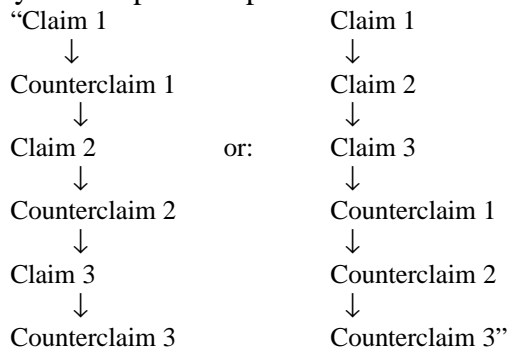 “Claim 1 Claim 1
↓ ↓
Counterclaim 1 Claim 2
↓ ↓
Claim 2 or: Claim 3
↓ ↓
Counterclaim 2 Counterclaim 1
↓ ↓
Claim 3 Counterclaim 2
↓ ↓
Counterclaim 3 Counterclaim 3”